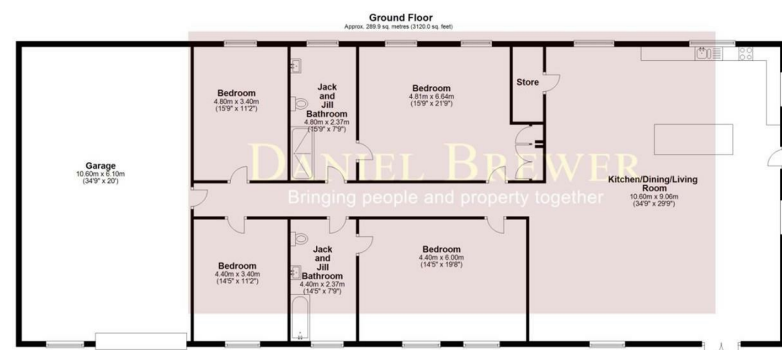 Ground Floor
Approx. 289.9 sq. metres (3120.0 sq. feet)
Garage
10.60m x 6.10m
(34'9" x 20')
Bedroom
4.80m x 3.40m
(15'9" x 11'2")
Jack
and
Jill
Bathroom
4.80m x 2.37m
(15'9" x 7'9")
Bedroom
4.81m x 6.64m
(15'9" x 21'9")
Store
Kitchen/Dining/Living
Room
10.60m x 9.06m
(34'9" x 29'9")
DANIEL BREWER
Bringing people and property together
Bedroom
4.40m x 3.40m
(14'5" x 11'2")
Jack
and
Jill
Bathroom
4.40m x 2.37m
(14'5" x 7'9")
Bedroom
4.40m x 6.00m
(14'5" x 19'8")